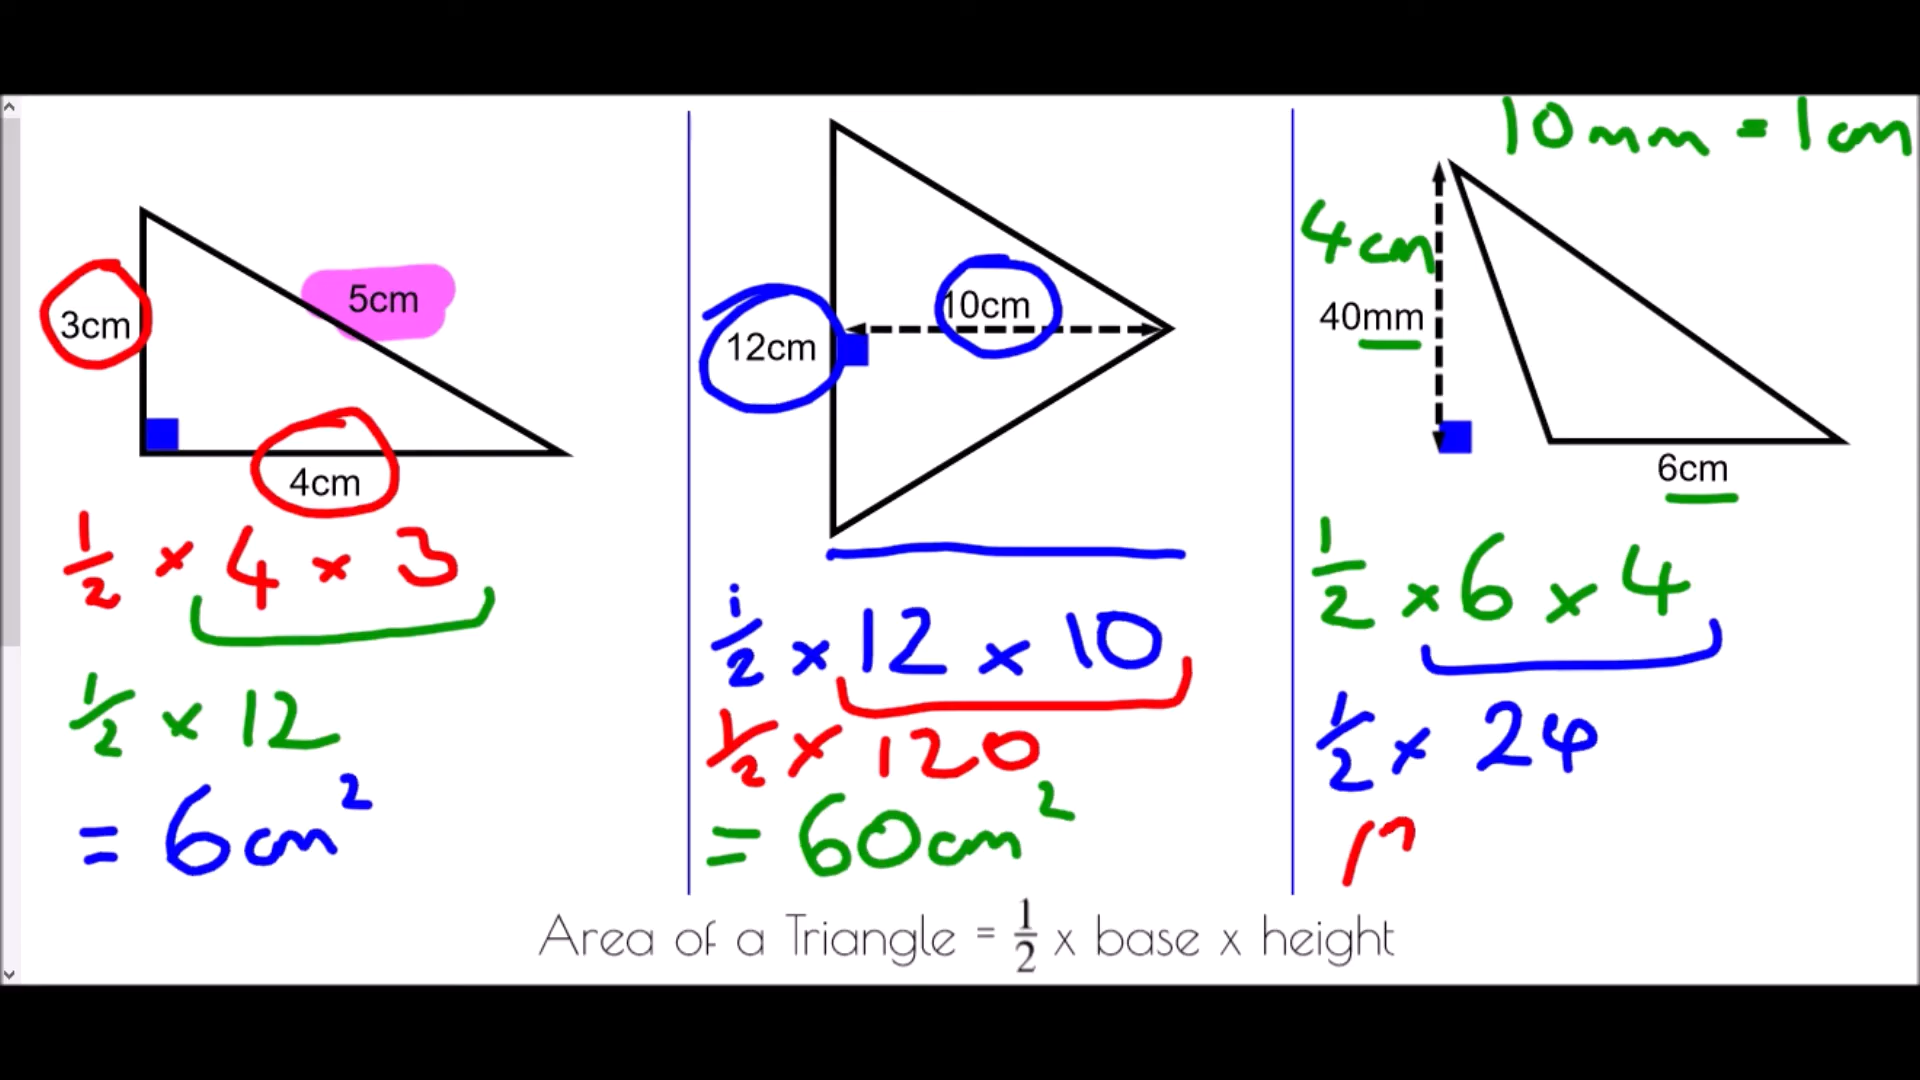 3cm
5cm
4cm
½ × 4 × 3
½ × 12
= 6cm²
12cm
10cm
½ × 12 × 10
½ × 120
= 60cm²
10mm = 1cm
4cm
40mm
6cm
½ × 6 × 4
½ × 24
Area of a Triangle = ½ x base x height